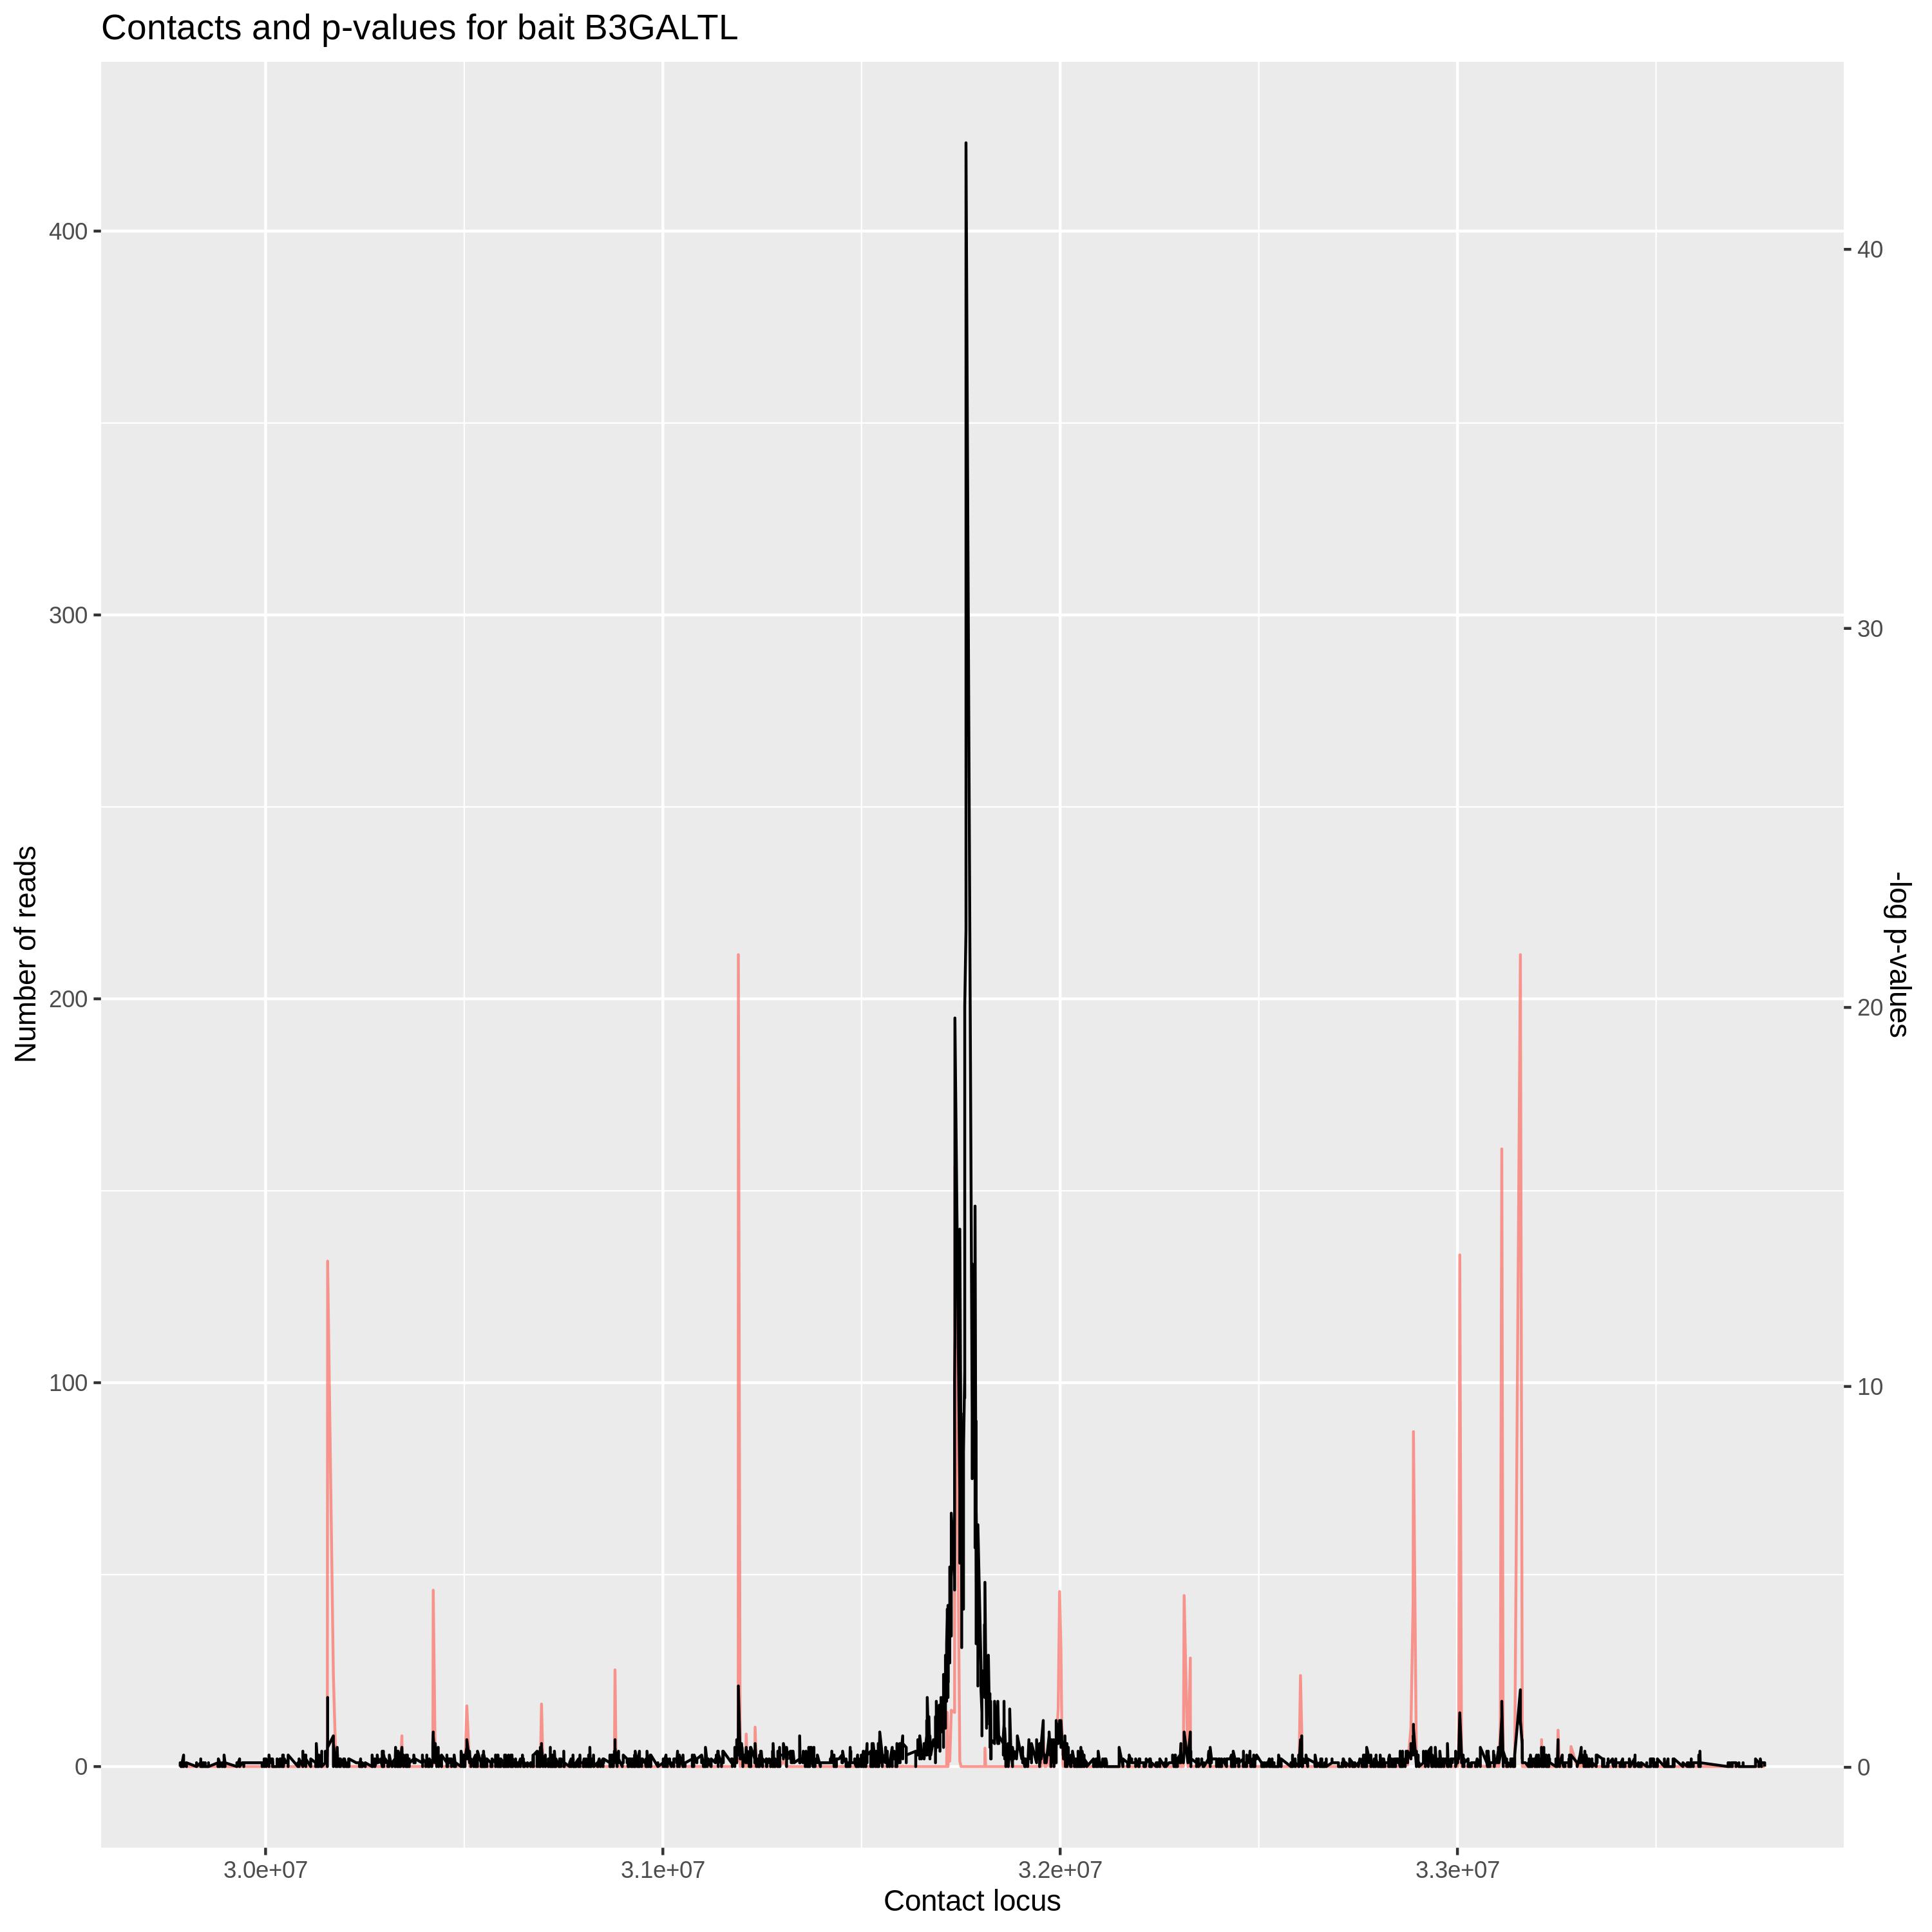 Contacts and p-values for bait B3GALTL
Number of reads
400
300
200
100
0
40
30
20
10
0
-log p-values
3.0e+07
3.1e+07
3.2e+07
3.3e+07
Contact locus